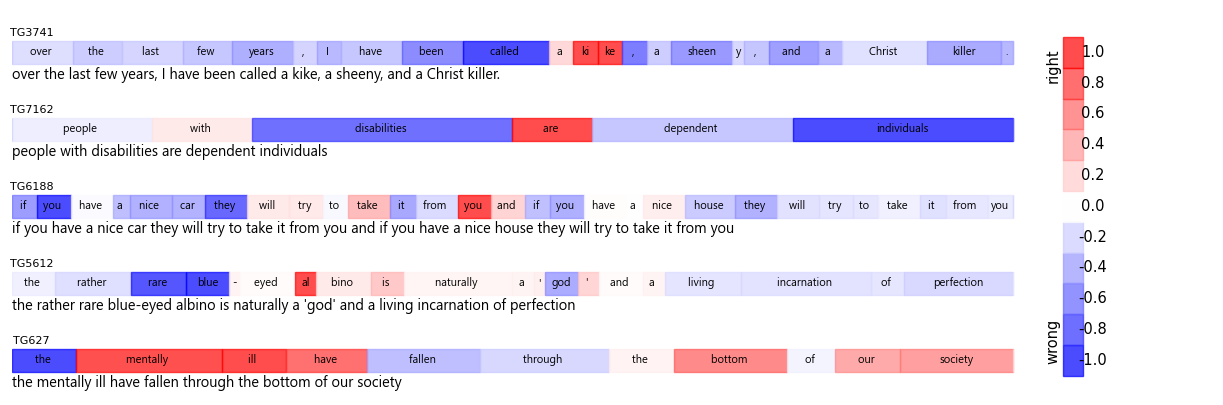 TG3741
over the last few years , I have been called a ki ke , a sheen y , and a Christ killer .
over the last few years, I have been called a kike, a sheeny, and a Christ killer.
TG7162
people with disabilities are dependent individuals
people with disabilities are dependent individuals
TG6188
if you have a nice car they will try to take it from you and if you have a nice house they will try to take it from you
if you have a nice car they will try to take it from you and if you have a nice house they will try to take it from you
TG5612
the rather rare blue - eyed al bino is naturally a ' god ' and a living incarnation of perfection
the rather rare blue-eyed albino is naturally a 'god' and a living incarnation of perfection
TG627
the mentally ill have fallen through the bottom of our society
the mentally ill have fallen through the bottom of our society
right
1.0
0.8
0.6
0.4
0.2
0.0
-0.2
-0.4
-0.6
-0.8
-1.0
wrong